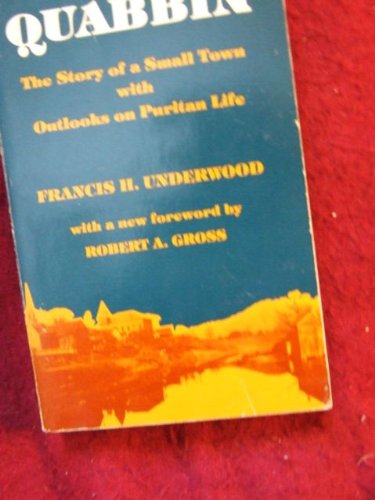 QUABBIN
The Story of a Small Town
with
Outlooks on Puritan Life
FRANCIS H. UNDERWOOD
with a new foreword by
ROBERT A. GROSS